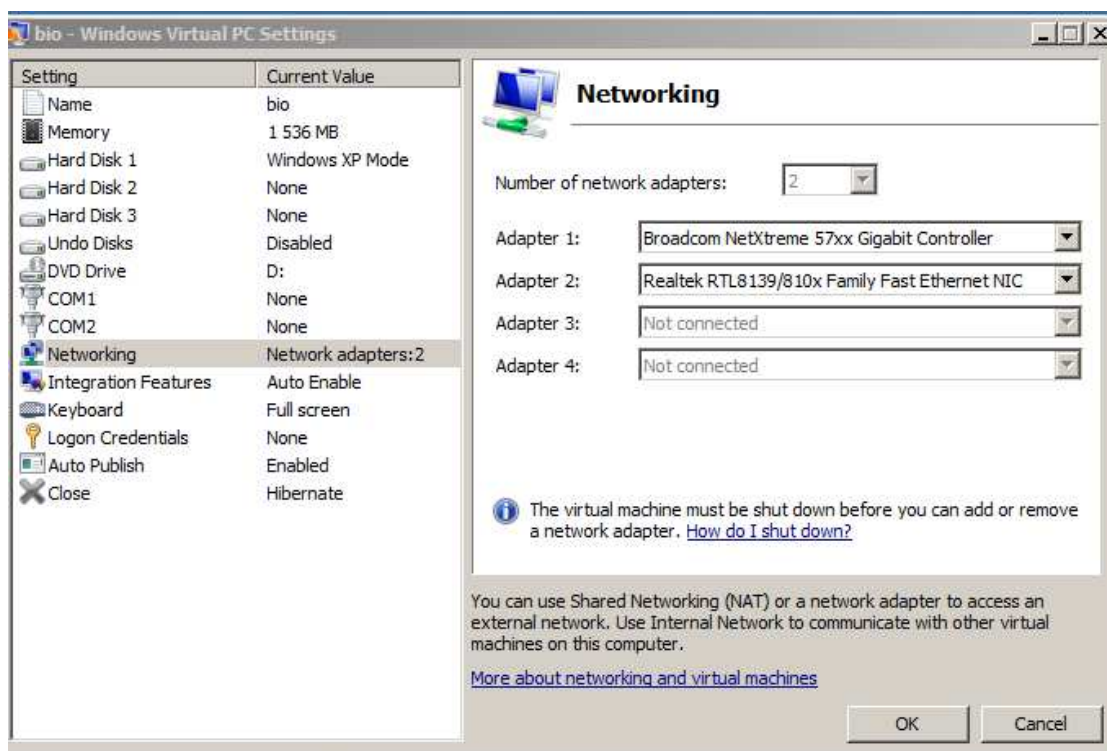 bio - Windows Virtual PC Settings
Setting Current Value
Name bio
Memory 1 536 MB
Hard Disk 1 Windows XP Mode
Hard Disk 2 None
Hard Disk 3 None
Undo Disks Disabled
DVD Drive D:
COM1 None
COM2 None
Networking Network adapters:2
Integration Features Auto Enable
Keyboard Full screen
Logon Credentials None
Auto Publish Enabled
Close Hibernate
Networking
Number of network adapters: 2
Adapter 1: Broadcom NetXtreme 57xx Gigabit Controller
Adapter 2: Realtek RTL8139/810x Family Fast Ethernet NIC
Adapter 3: Not connected
Adapter 4: Not connected
The virtual machine must be shut down before you can add or remove
a network adapter. How do I shut down?
You can use Shared Networking (NAT) or a network adapter to access an
external network. Use Internal Network to communicate with other virtual
machines on this computer.
More about networking and virtual machines
OK Cancel